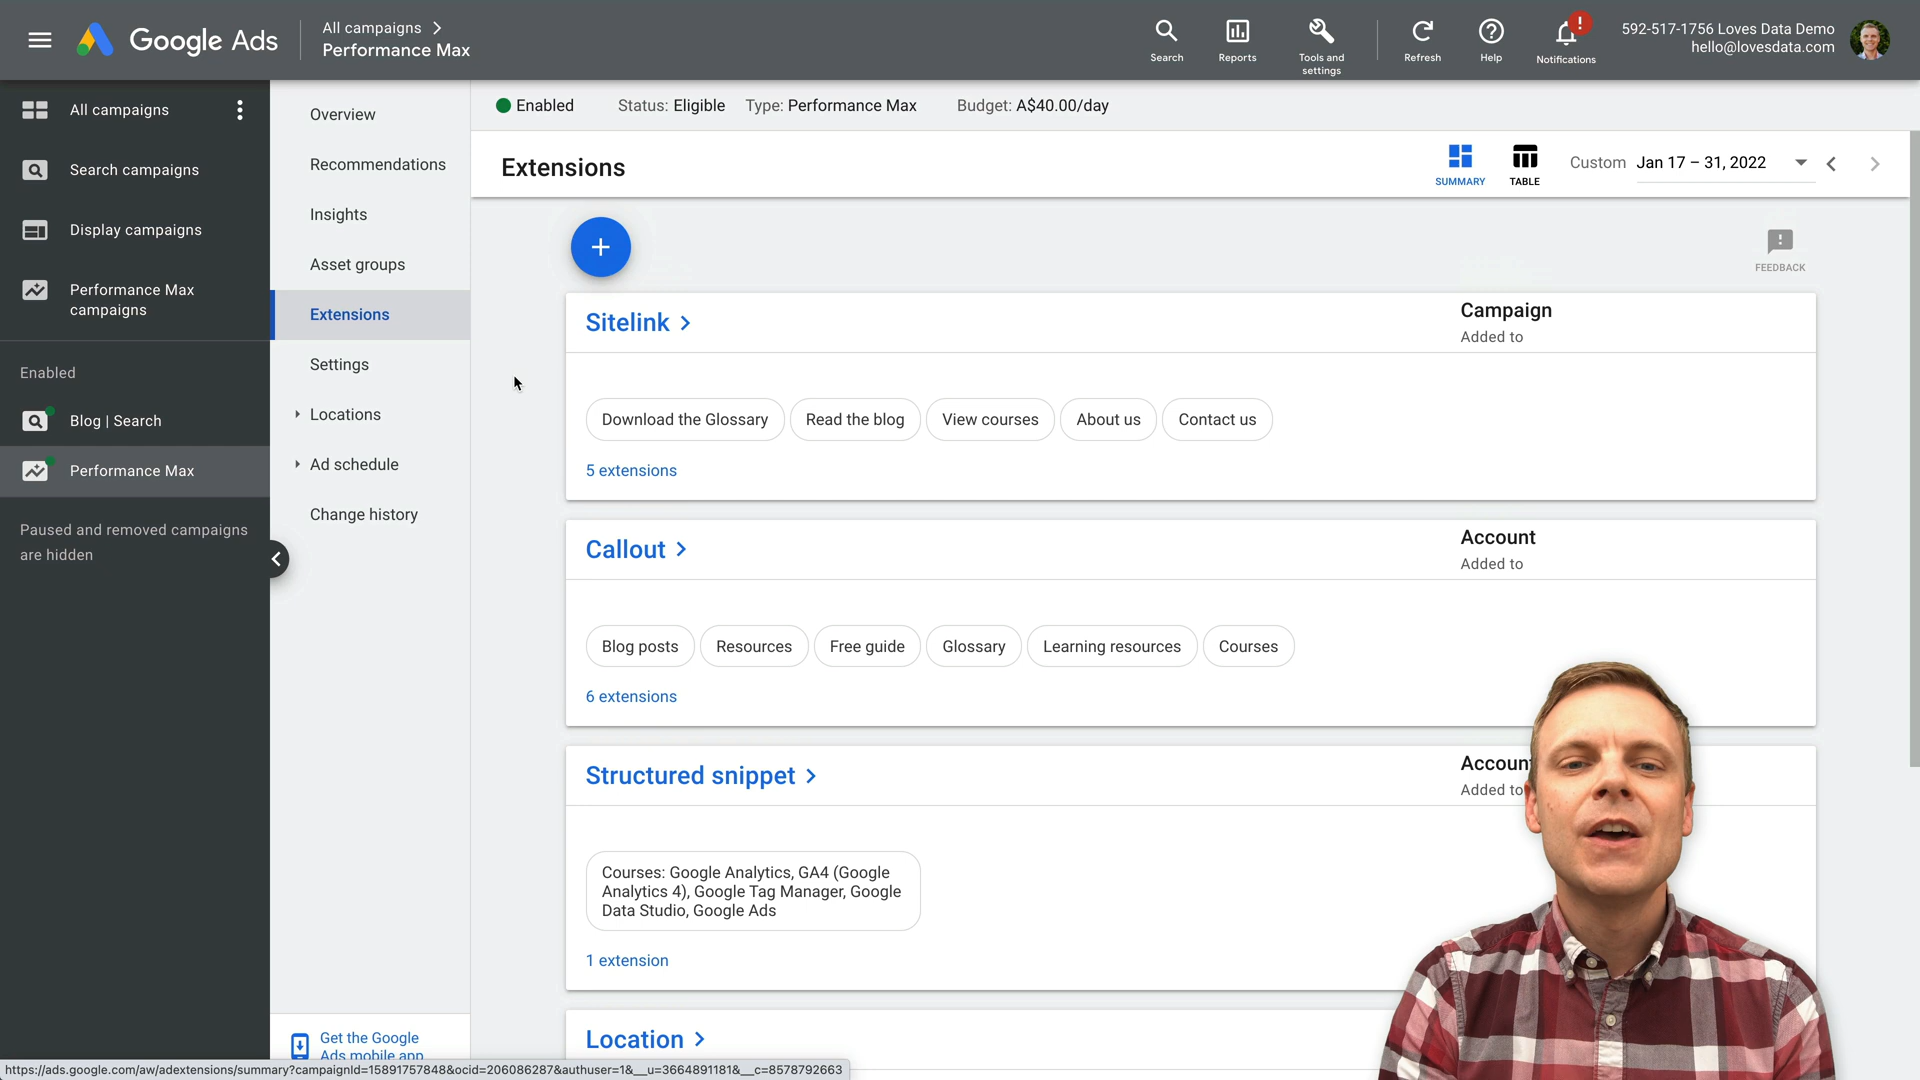 Google Ads
All campaigns
Performance Max
Search
Reports
Tools and
settings
Refresh
Help
!
Notifications
592-517-1756 Loves Data Demo
hello@lovesdata.com
All campaigns
Search campaigns
Display campaigns
Performance Max
campaigns
Enabled
Blog | Search
Performance Max
Paused and removed campaigns
are hidden
Overview
Recommendations
Insights
Asset groups
Extensions
Settings
Locations
Ad schedule
Change history
Get the Google
Ads mobile app
Enabled Status: Eligible Type: Performance Max Budget: A$40.00/day
Extensions
SUMMARY
TABLE
Custom Jan 17 – 31, 2022
+
FEEDBACK
Sitelink
Campaign
Added to
Download the Glossary Read the blog View courses About us Contact us
5 extensions
Callout
Account
Added to
Blog posts Resources Free guide Glossary Learning resources Courses
6 extensions
Structured snippet
Account
Added to
Courses: Google Analytics, GA4 (Google
Analytics 4), Google Tag Manager, Google
Data Studio, Google Ads
1 extension
Location
https://ads.google.com/aw/adextensions/summary?campaignId=15891757848&ocid=206086287&authuser=1&__u=3664891181&__c=8578792663